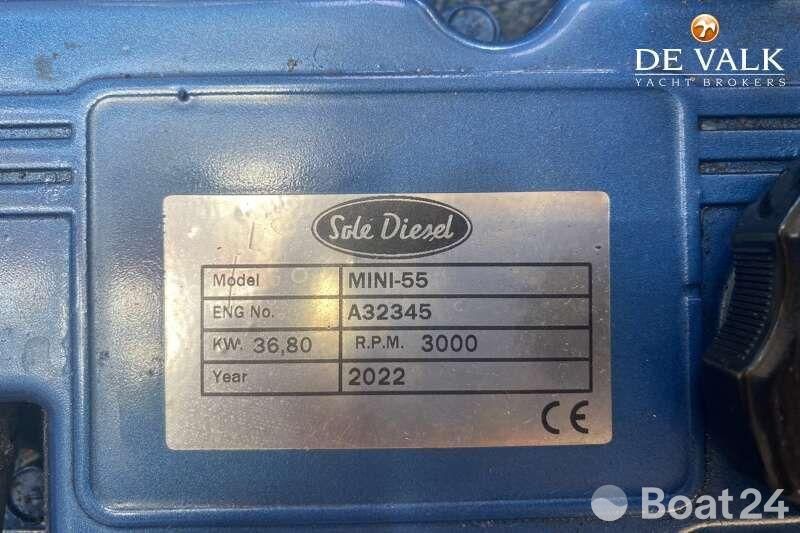 DE VALK
YACHT BROKERS
Solé Diesel
Model MINI-55
ENG No. A32345
KW. 36,80 R.P.M. 3000
Year 2022
CE
Boat24